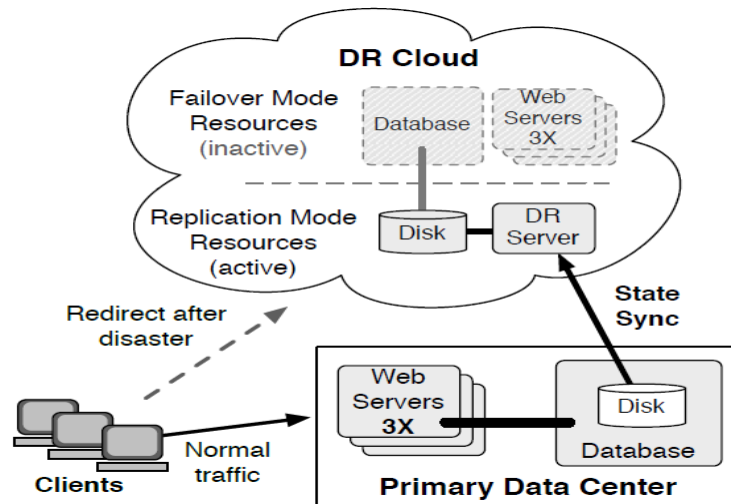 DR Cloud
Failover Mode
Resources
(inactive)
Database
Web
Servers
3X
Replication Mode
Resources
(active)
Disk
DR
Server
Redirect after
disaster
State
Sync
Web
Servers
3X
Disk
Database
Normal
traffic
Clients
Primary Data Center